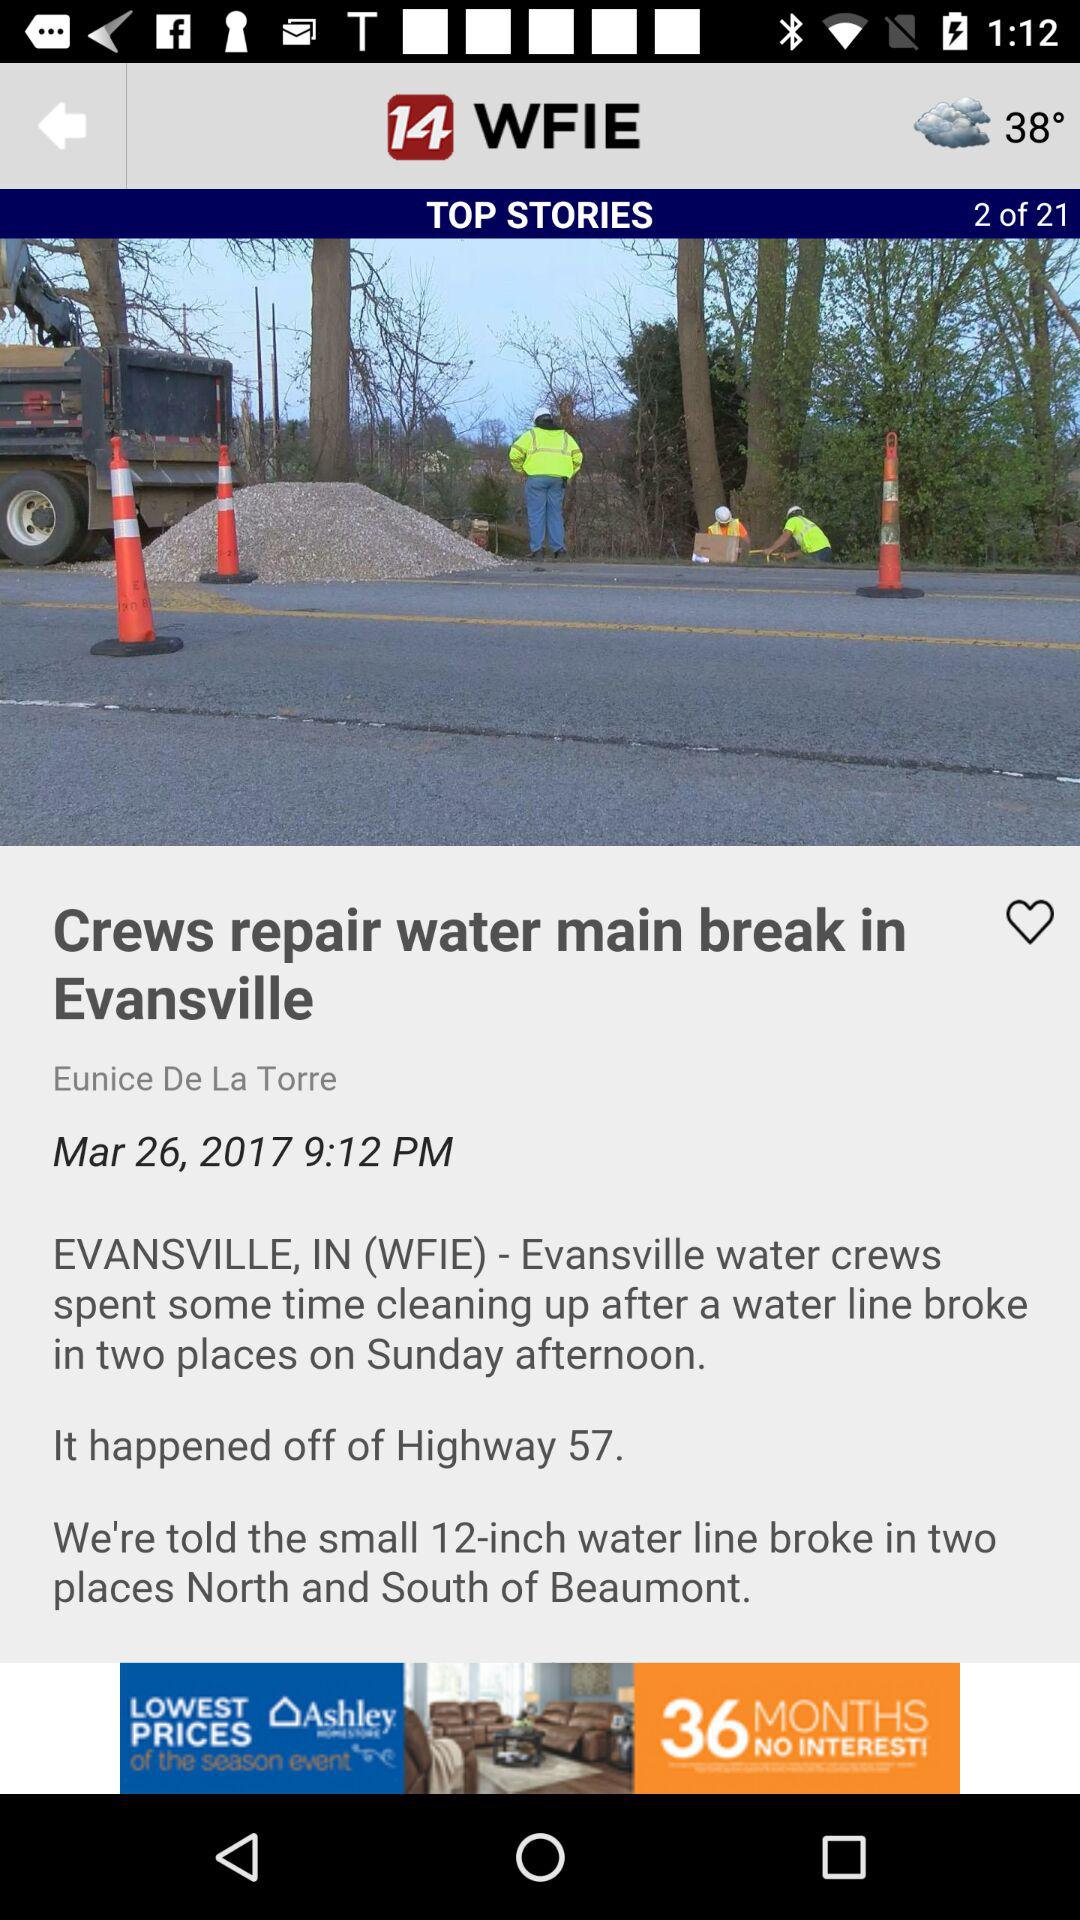 1:12
14 WFIE
38°
TOP STORIES
2 of 21
Crews repair water main break in
Evansville
Eunice De La Torre
Mar 26, 2017 9:12 PM
EVANSVILLE, IN (WFIE) - Evansville water crews
spent some time cleaning up after a water line broke
in two places on Sunday afternoon.
It happened off of Highway 57.
We're told the small 12-inch water line broke in two
places North and South of Beaumont.
LOWEST
PRICES
of the season event
Ashley
HOMESTORE
36 MONTHS
NO INTEREST!